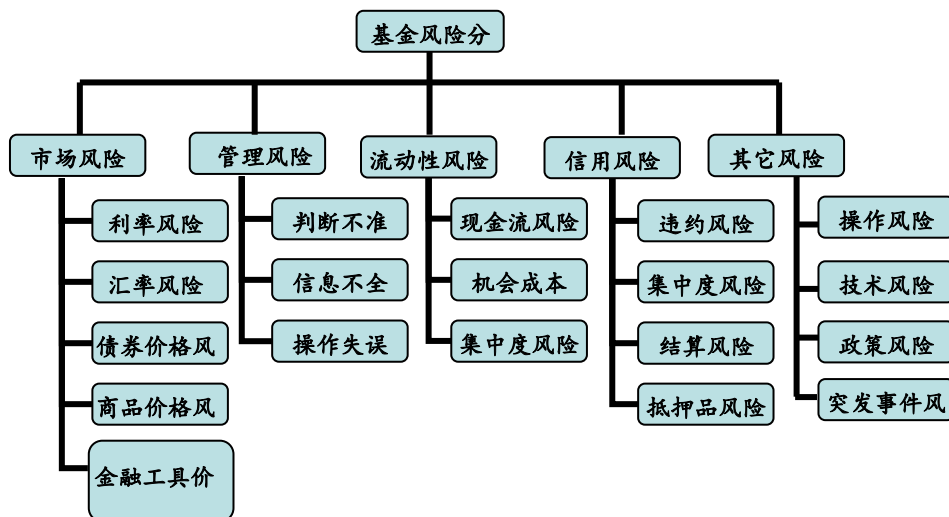 基金风险分
市场风险
管理风险
流动性风险
信用风险
其它风险
利率风险
汇率风险
债券价格风
商品价格风
金融工具价
判断不准
信息不全
操作失误
现金流风险
机会成本
集中度风险
违约风险
集中度风险
结算风险
抵押品风险
操作风险
技术风险
政策风险
突发事件风